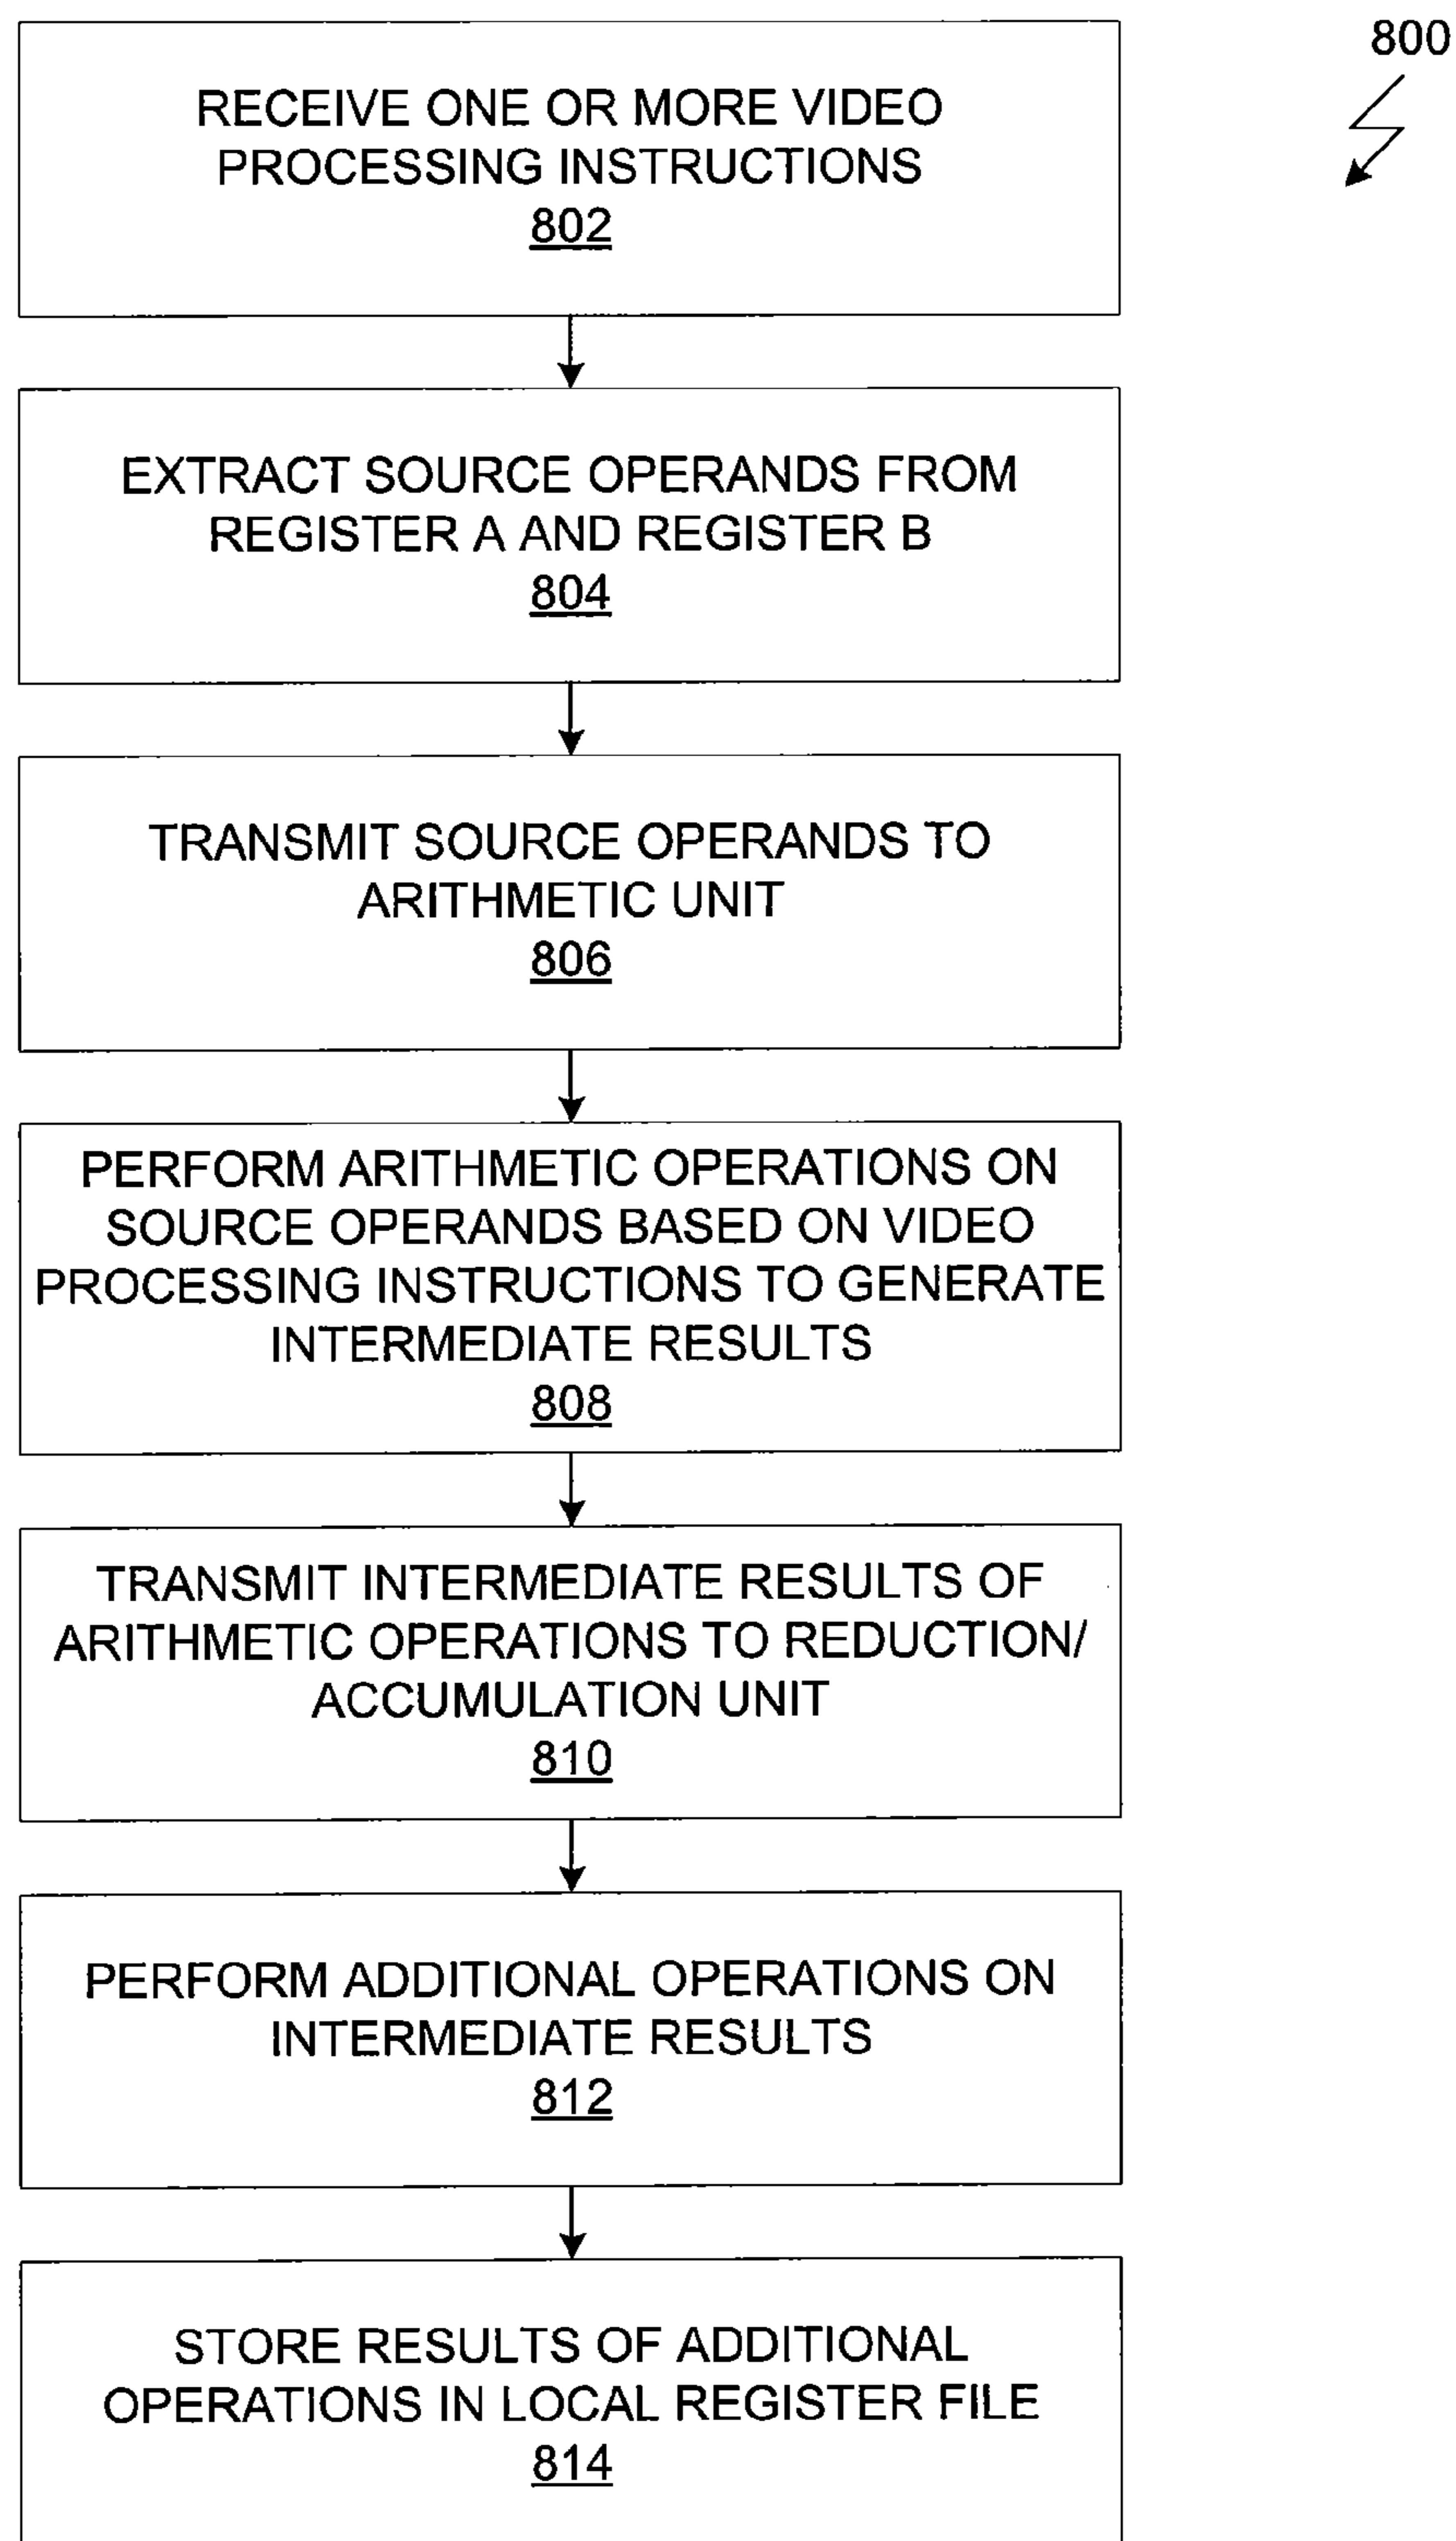 800
RECEIVE ONE OR MORE VIDEO
PROCESSING INSTRUCTIONS
802
EXTRACT SOURCE OPERANDS FROM
REGISTER A AND REGISTER B
804
TRANSMIT SOURCE OPERANDS TO
ARITHMETIC UNIT
806
PERFORM ARITHMETIC OPERATIONS ON
SOURCE OPERANDS BASED ON VIDEO
PROCESSING INSTRUCTIONS TO GENERATE
INTERMEDIATE RESULTS
808
TRANSMIT INTERMEDIATE RESULTS OF
ARITHMETIC OPERATIONS TO REDUCTION/
ACCUMULATION UNIT
810
PERFORM ADDITIONAL OPERATIONS ON
INTERMEDIATE RESULTS
812
STORE RESULTS OF ADDITIONAL
OPERATIONS IN LOCAL REGISTER FILE
814